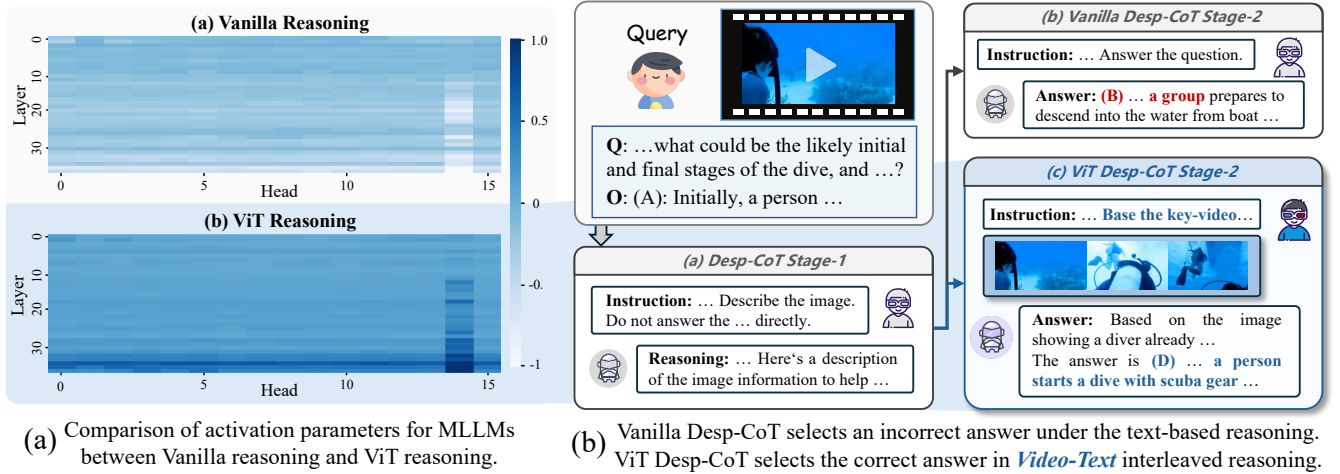 (a) Vanilla Reasoning
0
10
20
30
Layer
0
5
10
15
Head
(b) ViT Reasoning
0
10
20
30
Layer
0
5
10
15
Head
1.0
0.5
0
-0.
-1
(a) Comparison of activation parameters for MLLMs
between Vanilla reasoning and ViT reasoning.
Query
Q: …what could be the likely initial
and final stages of the dive, and …?
O: (A): Initially, a person …
(a) Desp-CoT Stage-1
Instruction: … Describe the image.
Do not answer the … directly.
Reasoning: … Here‘s a description
of the image information to help …
(b) Vanilla Desp-CoT Stage-2
Instruction: … Answer the question.
Answer: (B) … a group prepares to
descend into the water from boat …
(c) ViT Desp-CoT Stage-2
Instruction: … Base the key-video…
Answer: Based on the image
showing a diver already …
The answer is (D) … a person
starts a dive with scuba gear …
(b) Vanilla Desp-CoT selects an incorrect answer under the text-based reasoning.
ViT Desp-CoT selects the correct answer in Video-Text interleaved reasoning.